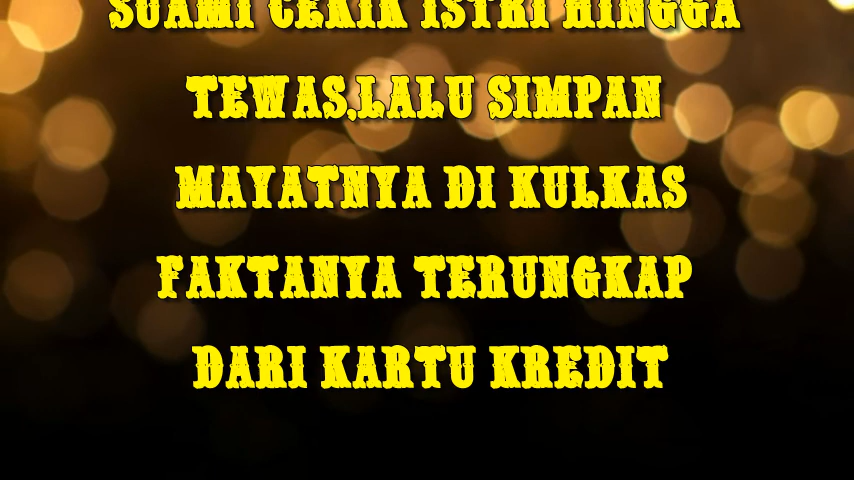 SUAMI CEKIK ISTRI HINGGA
TEWAS,LALU SIMPAN
MAYATNYA DI KULKAS
FAKTANYA TERUNGKAP
DARI KARTU KREDIT